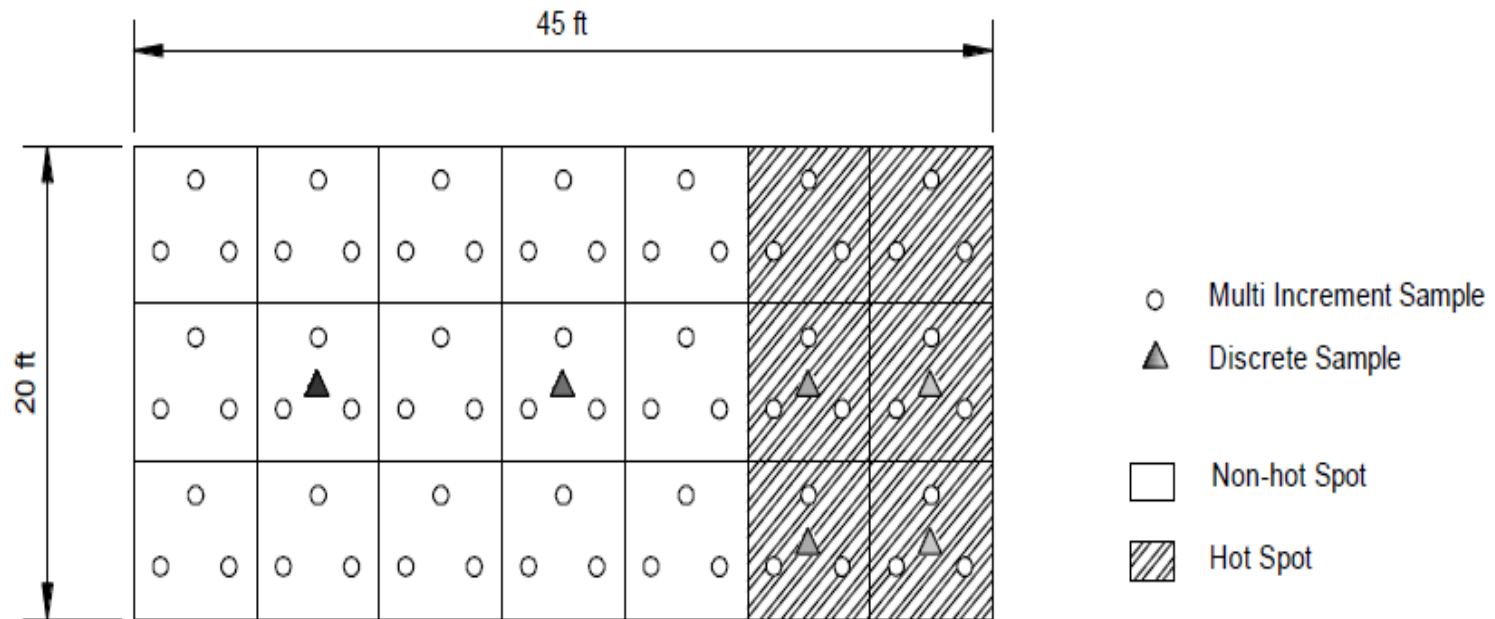 45 ft
20 ft
Multi Increment Sample
Discrete Sample
Non-hot Spot
Hot Spot